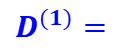 D⁽¹⁾ =